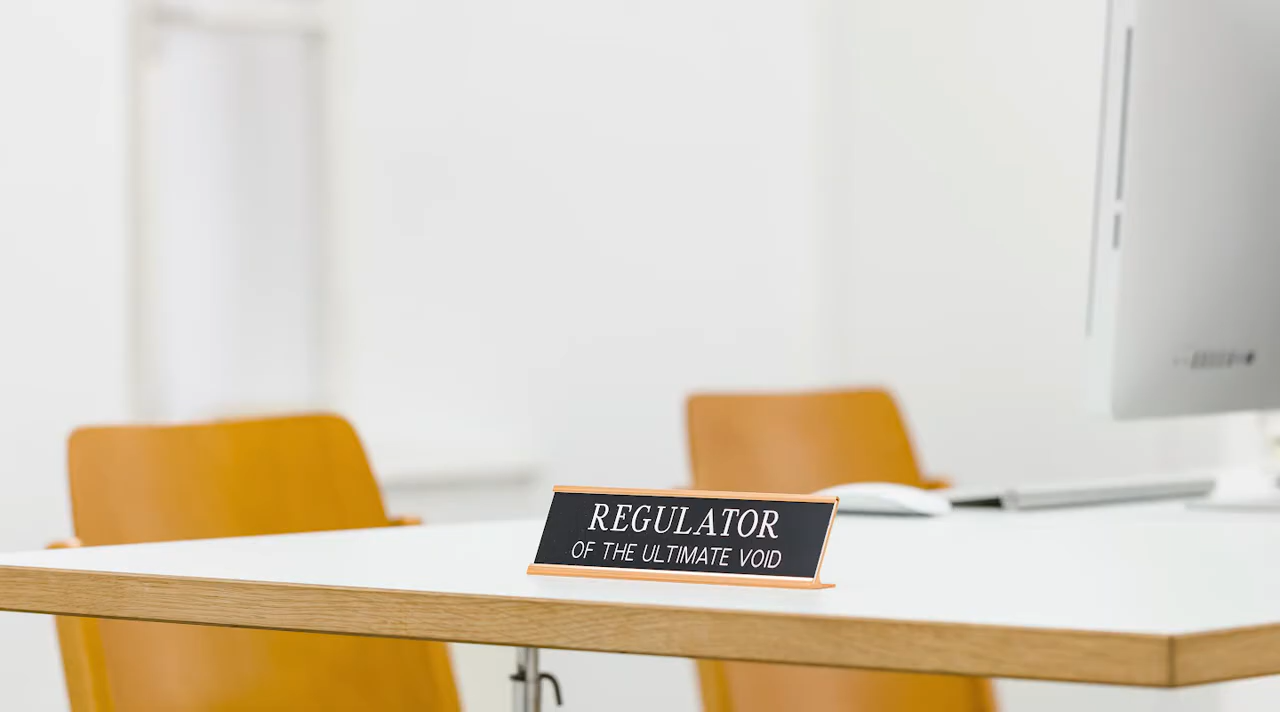 REGULATOR
OF THE ULTIMATE VOID